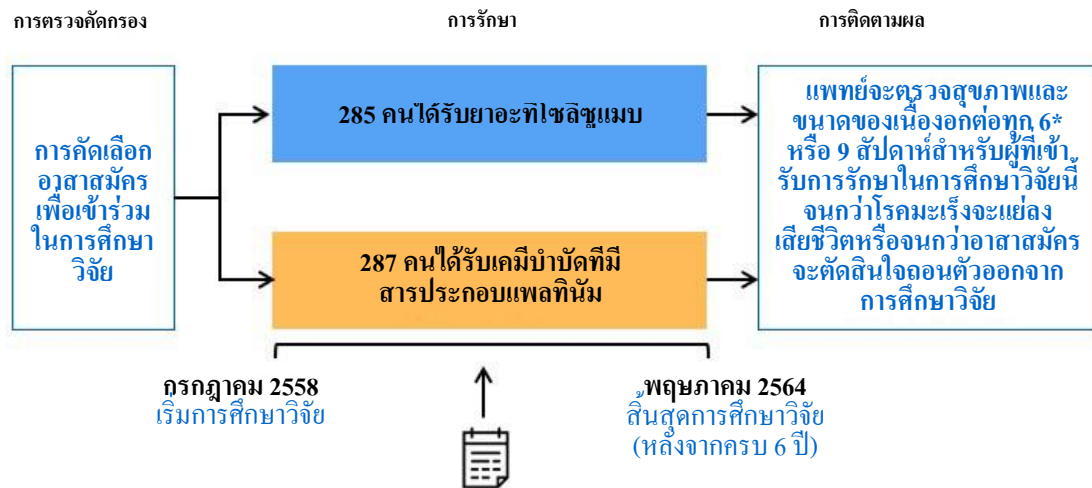 การตรวจคัดกรอง
การรักษา
การติดตามผล
การคัดเลือก
อาสาสมัคร
เพื่อเข้าร่วม
ในการศึกษา
วิจัย
285 คนได้รับยาอะทิโซลิซูแมบ
287 คนได้รับเคมีบำบัดที่มี
สารประกอบแพลทินัม
แพทย์จะตรวจสุขภาพและ
ขนาดของเนื้องอกต่อทุก 6*
หรือ 9 สัปดาห์สำหรับผู้ที่เข้า
รับการรักษาในการศึกษาวิจัยนี้
จนกว่าโรคมะเร็งจะแย่ลง
เสียชีวิตหรือจนกว่าอาสาสมัคร
จะตัดสินใจถอนตัวออกจาก
การศึกษาวิจัย
กรกฎาคม 2558
เริ่มการศึกษาวิจัย
พฤษภาคม 2564
สิ้นสุดการศึกษาวิจัย
(หลังจากครบ 6 ปี)